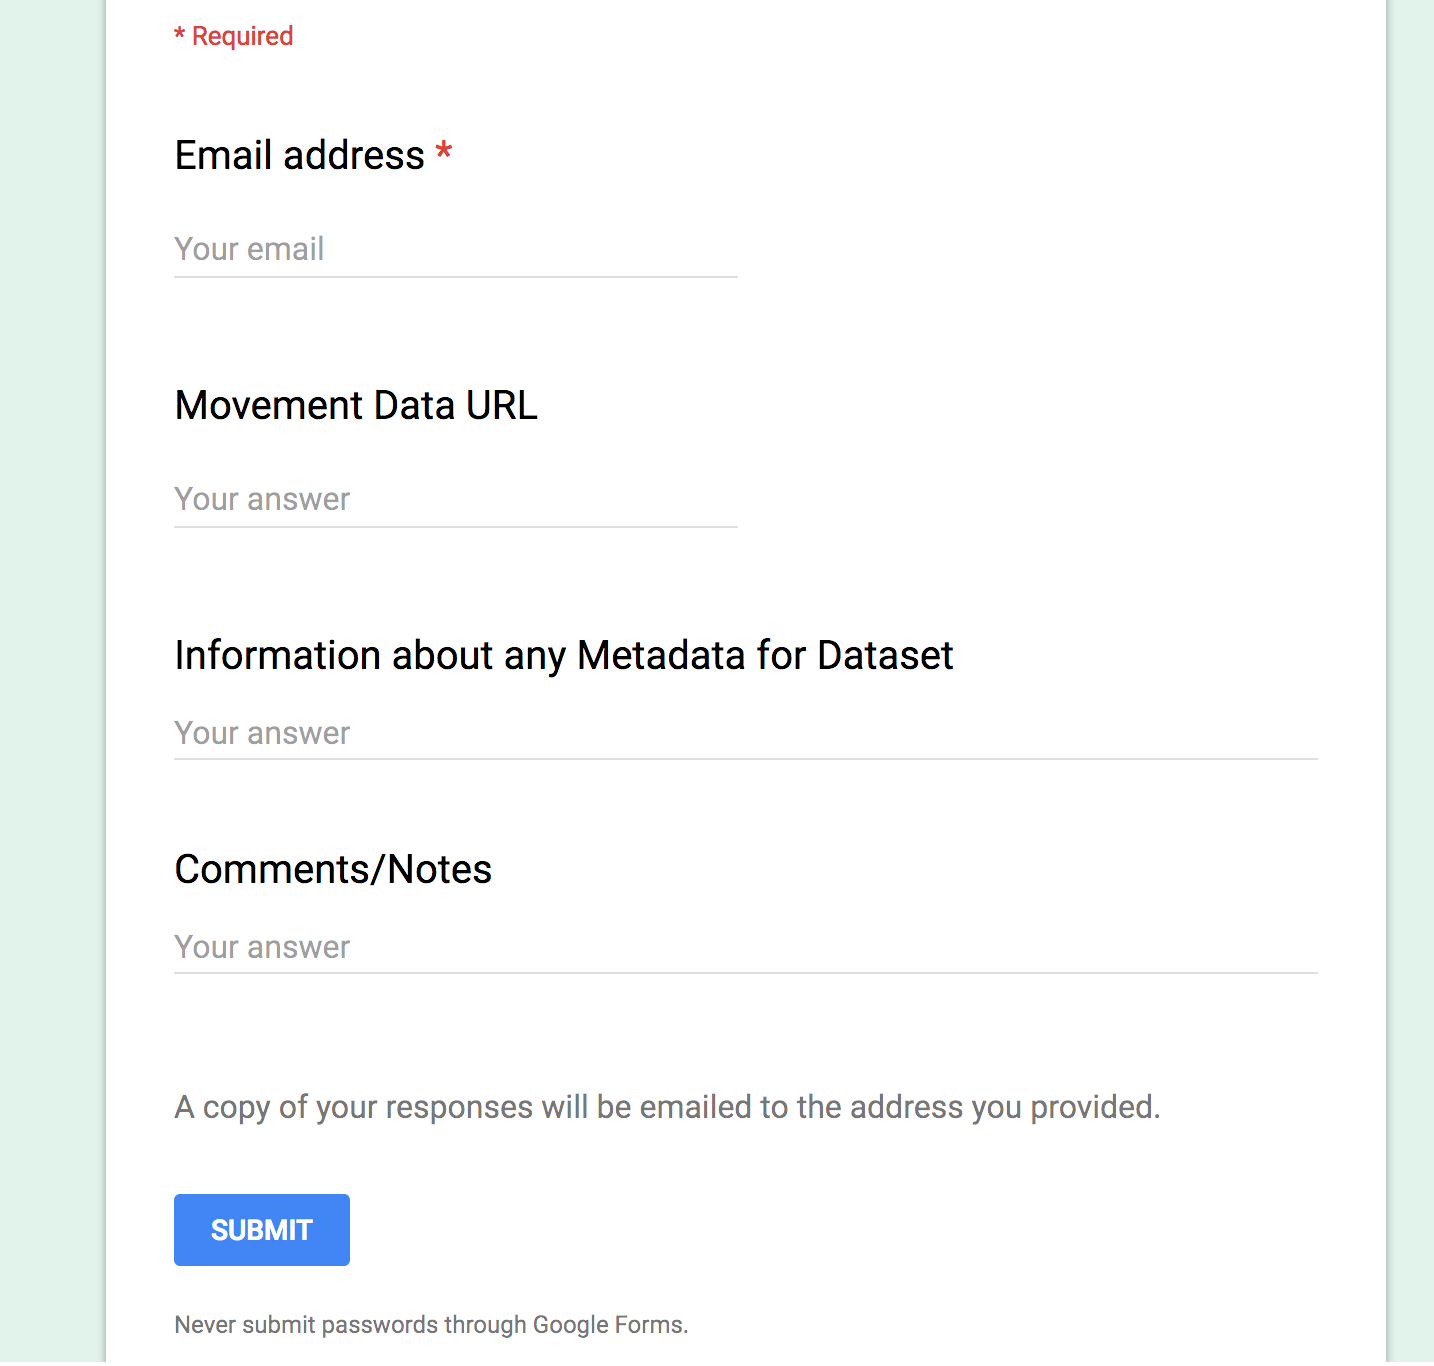 * Required
Email address *
Your email
Movement Data URL
Your answer
Information about any Metadata for Dataset
Your answer
Comments/Notes
Your answer
A copy of your responses will be emailed to the address you provided.
SUBMIT
Never submit passwords through Google Forms.